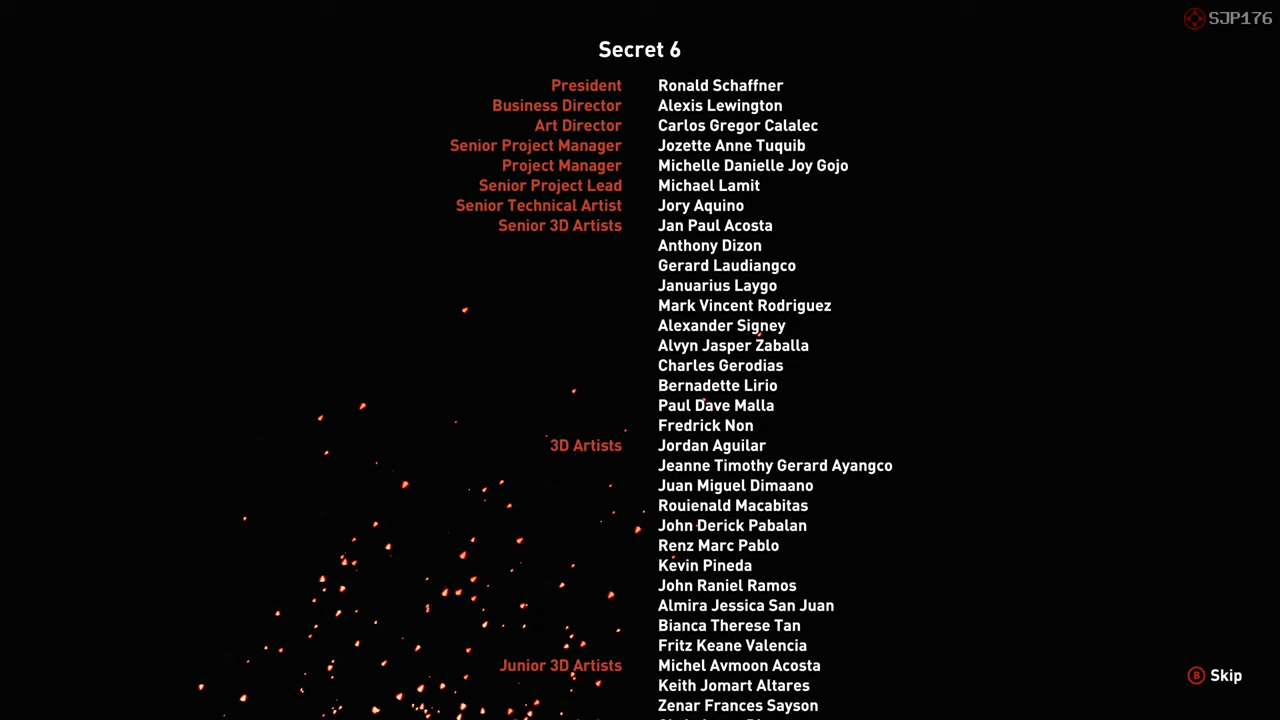 SJP176
Secret 6
President Ronald Schaffner
Business Director Alexis Lewington
Art Director Carlos Gregor Calalec
Senior Project Manager Jozette Anne Tuquib
Project Manager Michelle Danielle Joy Gojo
Senior Project Lead Michael Lamit
Senior Technical Artist Jory Aquino
Senior 3D Artists Jan Paul Acosta
Anthony Dizon
Gerard Laudiangco
Januarius Laygo
Mark Vincent Rodriguez
Alexander Signey
Alvyn Jasper Zaballa
Charles Gerodias
Bernadette Lirio
Paul Dave Malla
Fredrick Non
3D Artists Jordan Aguilar
Jeanne Timothy Gerard Ayangco
Juan Miguel Dimaano
Rouienald Macabitas
John Derick Pabalan
Renz Marc Pablo
Kevin Pineda
John Raniel Ramos
Almira Jessica San Juan
Bianca Therese Tan
Fritz Keane Valencia
Junior 3D Artists Michel Avmoon Acosta
Keith Jomart Altares
B Skip
Zenar Frances Sayson